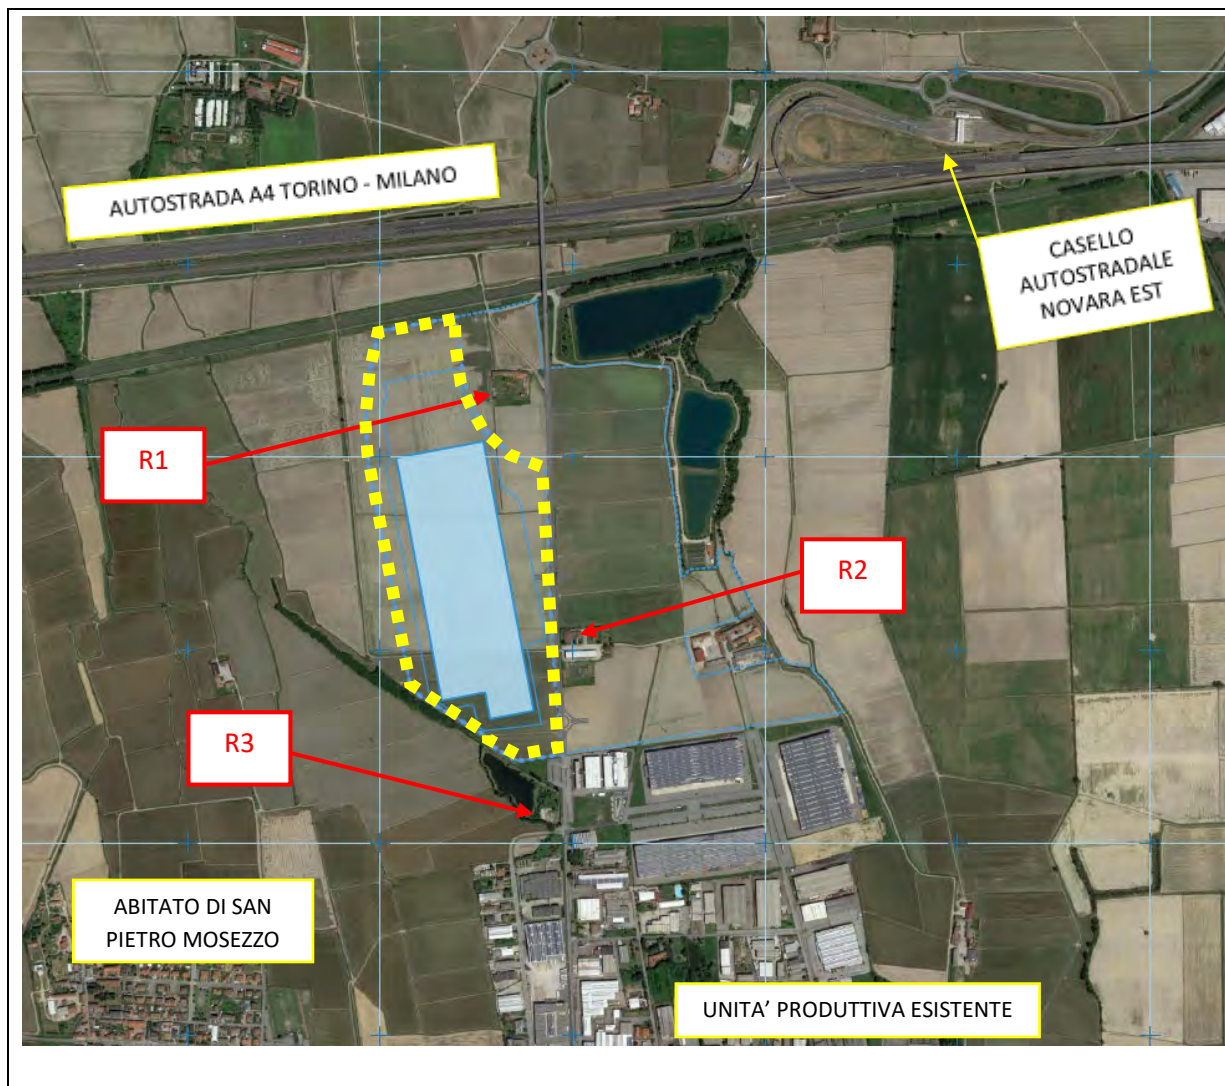 AUTOSTRADA A4 TORINO - MILANO
CASELLO
AUTOSTRADALE
NOVARA EST
R1
R2
R3
ABITATO DI SAN
PIETRO MOSEZZO
UNITA’ PRODUTTIVA ESISTENTE